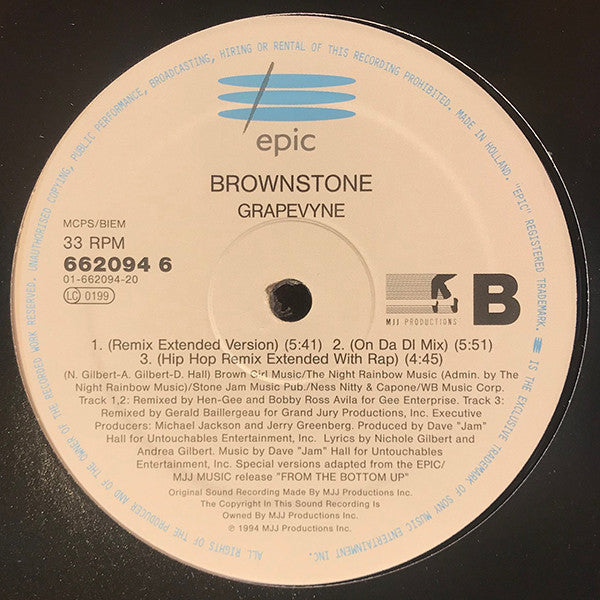 epic
BROWNSTONE
GRAPEVYNE
MCPS/BIEM
33 RPM
662094 6
01-662094-20
LC 0199
MJJ PRODUCTIONS
B
1. (Remix Extended Version) (5:41) 2. (On Da DI Mix) (5:51)
3. (Hip Hop Remix Extended With Rap) (4:45)
(N. Gilbert-A. Gilbert-D. Hall) Brown Girl Music/The Night Rainbow Music (Admin. by The
Night Rainbow Music)/Stone Jam Music Pub./Ness Nitty & Capone/WB Music Corp.
Track 1,2: Remixed by Hen-Gee and Bobby Ross Avila for Gee Enterprise. Track 3:
Remixed by Gerald Baillergeau for Grand Jury Productions, Inc. Executive
Producers: Michael Jackson and Jerry Greenberg. Produced by Dave "Jam"
Hall for Untouchables Entertainment, Inc. Lyrics by Nichole Gilbert and
Andrea Gilbert. Music by Dave "Jam" Hall for Untouchables
Entertainment, Inc. Special versions adapted from the EPIC/
MJJ MUSIC release "FROM THE BOTTOM UP"
Original Sound Recording Made By MJJ Productions Inc.
The Copyright In This Sound Recording Is
Owned By MJJ Productions Inc.
℗ 1994 MJJ Productions Inc.
ALL RIGHTS OF THE PRODUCER AND OF THE OWNER OF THE RECORDED WORK RESERVED. UNAUTHORISED COPYING, PUBLIC PERFORMANCE, BROADCASTING, HIRING OR RENTAL OF THIS RECORDING PROHIBITED. MADE IN HOLLAND. "EPIC" REGISTERED TRADEMARK. IS THE EXCLUSIVE TRADEMARK OF SONY MUSIC ENTERTAINMENT INC.